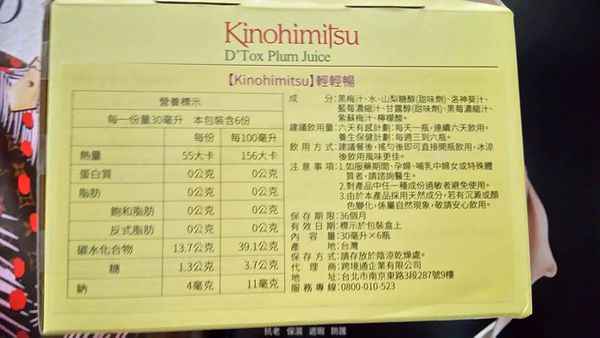 Kinohimitsu
D'Tox Plum Juice
【Kinohimitsu】輕輕暢
營養標示
每一份量30毫升 本包裝含6份
每份 每100毫升
熱量 55大卡 156大卡
蛋白質 0公克 0公克
脂肪 0公克 0公克
飽和脂肪 0公克 0公克
反式脂肪 0公克 0公克
碳水化合物 13.7公克 39.1公克
糖 1.3公克 3.7公克
鈉 4毫克 11毫克
成 分:黑梅汁、水、山梨糖醇(甜味劑)、洛神葵汁、
藍莓濃縮汁、甘露醇(甜味劑)、黑莓濃縮汁、
紫蘇梅汁、檸檬酸。
建議飲用量:六天有感計劃:每天一瓶,連續六天飲用。
養生保健計劃:每週三到六瓶。
飲用方式:建議餐後,搖勻後即可直接開瓶飲用,冰涼
後飲用風味更佳。
注意事項:1.如服藥期間、孕婦、哺乳中婦女或特殊體
質者,請諮詢醫生。
2.對產品中任一種成份過敏者避免使用。
3.由於本產品採用天然成分,若有沉澱或顏
色變化,係屬自然現象,敬請安心飲用。
保存期限:36個月
有效日期:標示於包裝盒上
內 容 量:30毫升×6瓶
產 地:台灣
保存方式:請存放於陰涼乾燥處。
代 理 商:跨境通企業有限公司
地 址:台北市南京東路3段287號9樓
服務專線:0800-010-523
抗老 保濕 遮瑕 防護